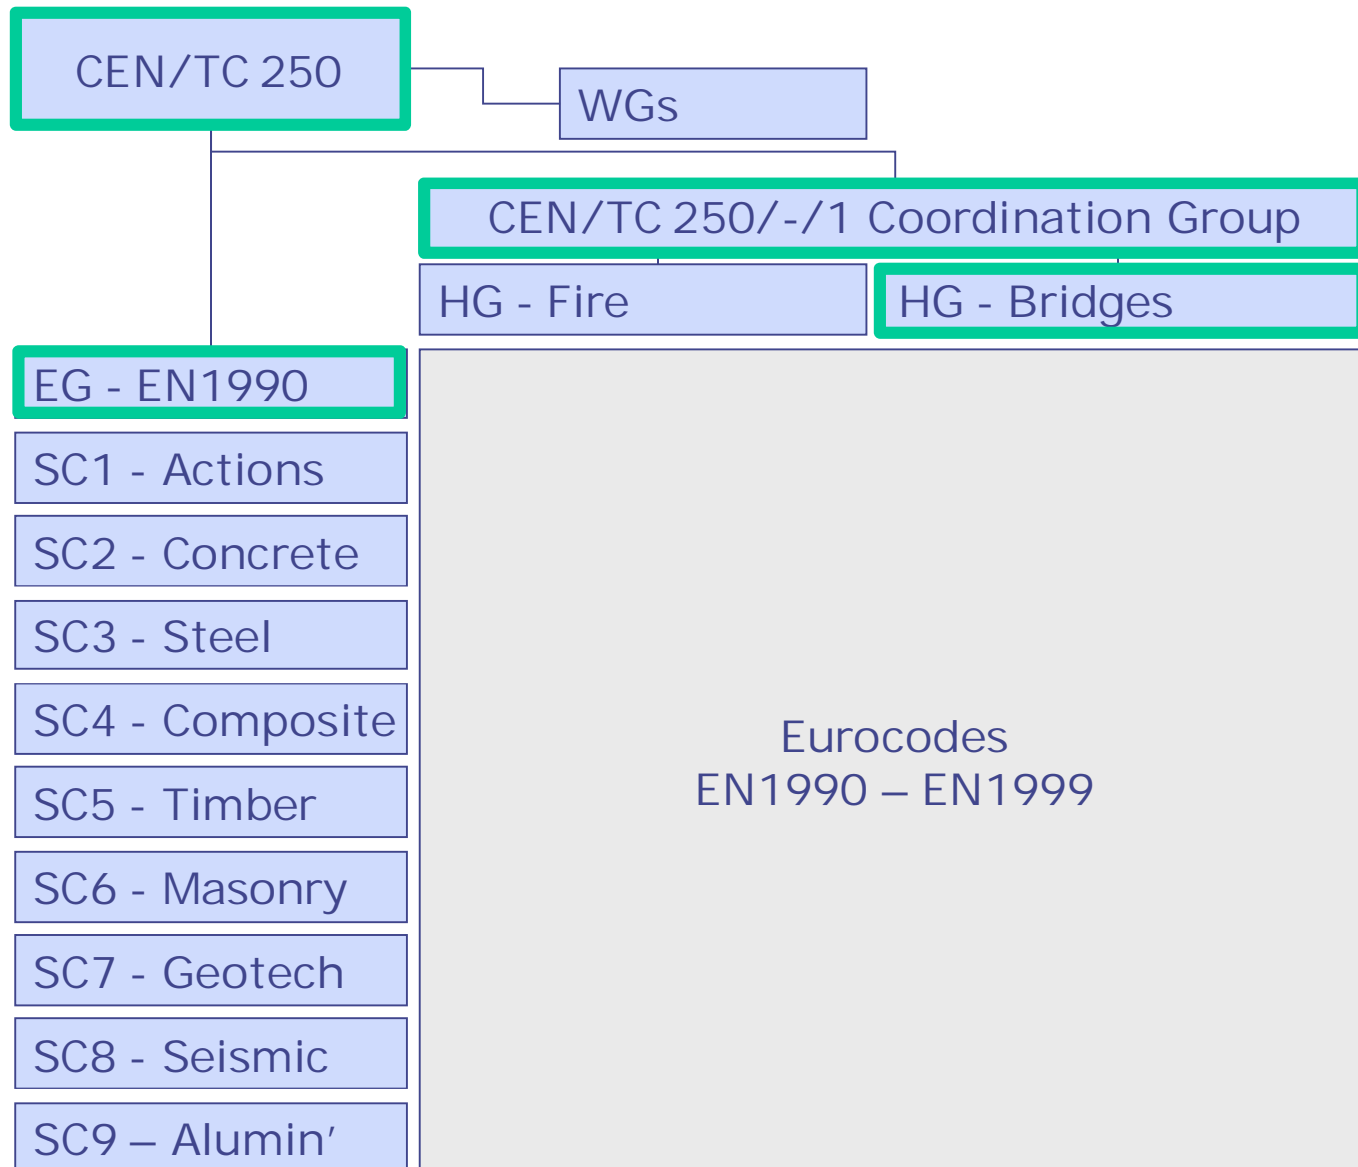 CEN/TC 250
WGs
CEN/TC 250/-/1 Coordination Group
HG - Fire
HG - Bridges
EG - EN1990
SC1 - Actions
SC2 - Concrete
SC3 - Steel
SC4 - Composite
SC5 - Timber
SC6 - Masonry
SC7 - Geotech
SC8 - Seismic
SC9 – Alumin’
Eurocodes
EN1990 – EN1999